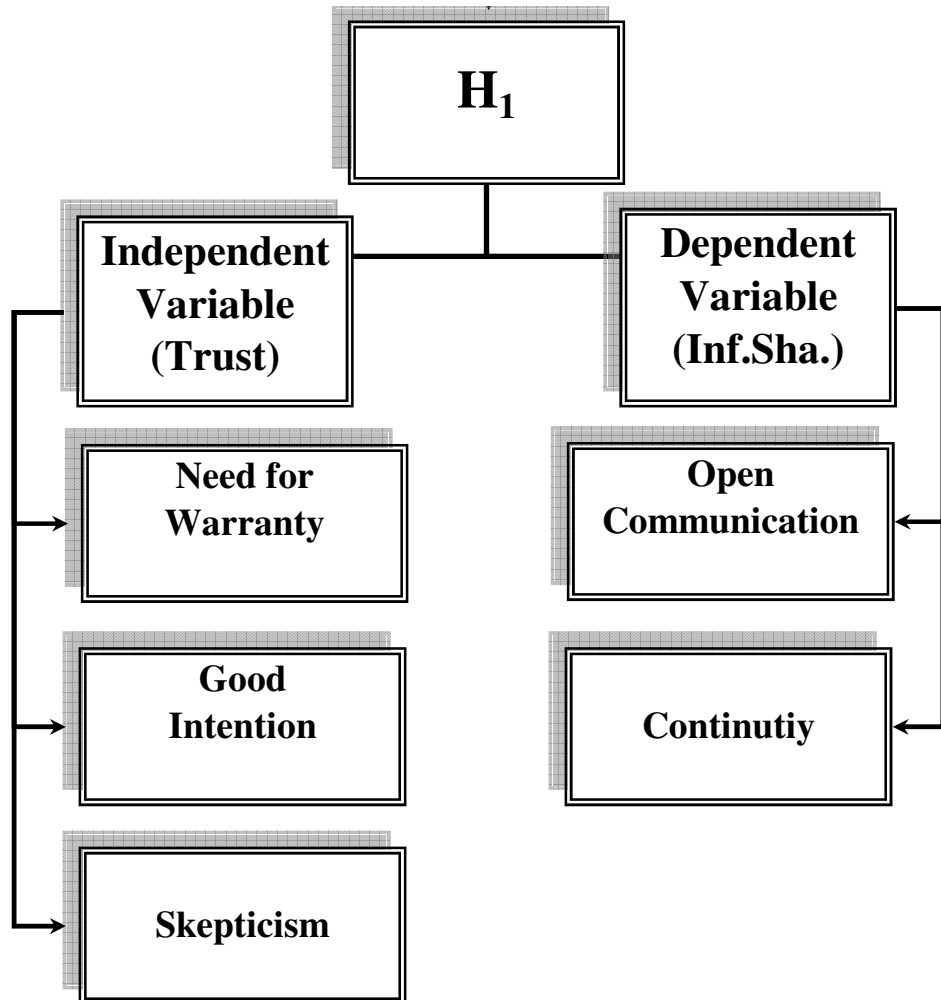 H1
Independent
Variable
(Trust)
Dependent
Variable
(Inf.Sha.)
Need for
Warranty
Open
Communication
Good
Intention
Continutiy
Skepticism